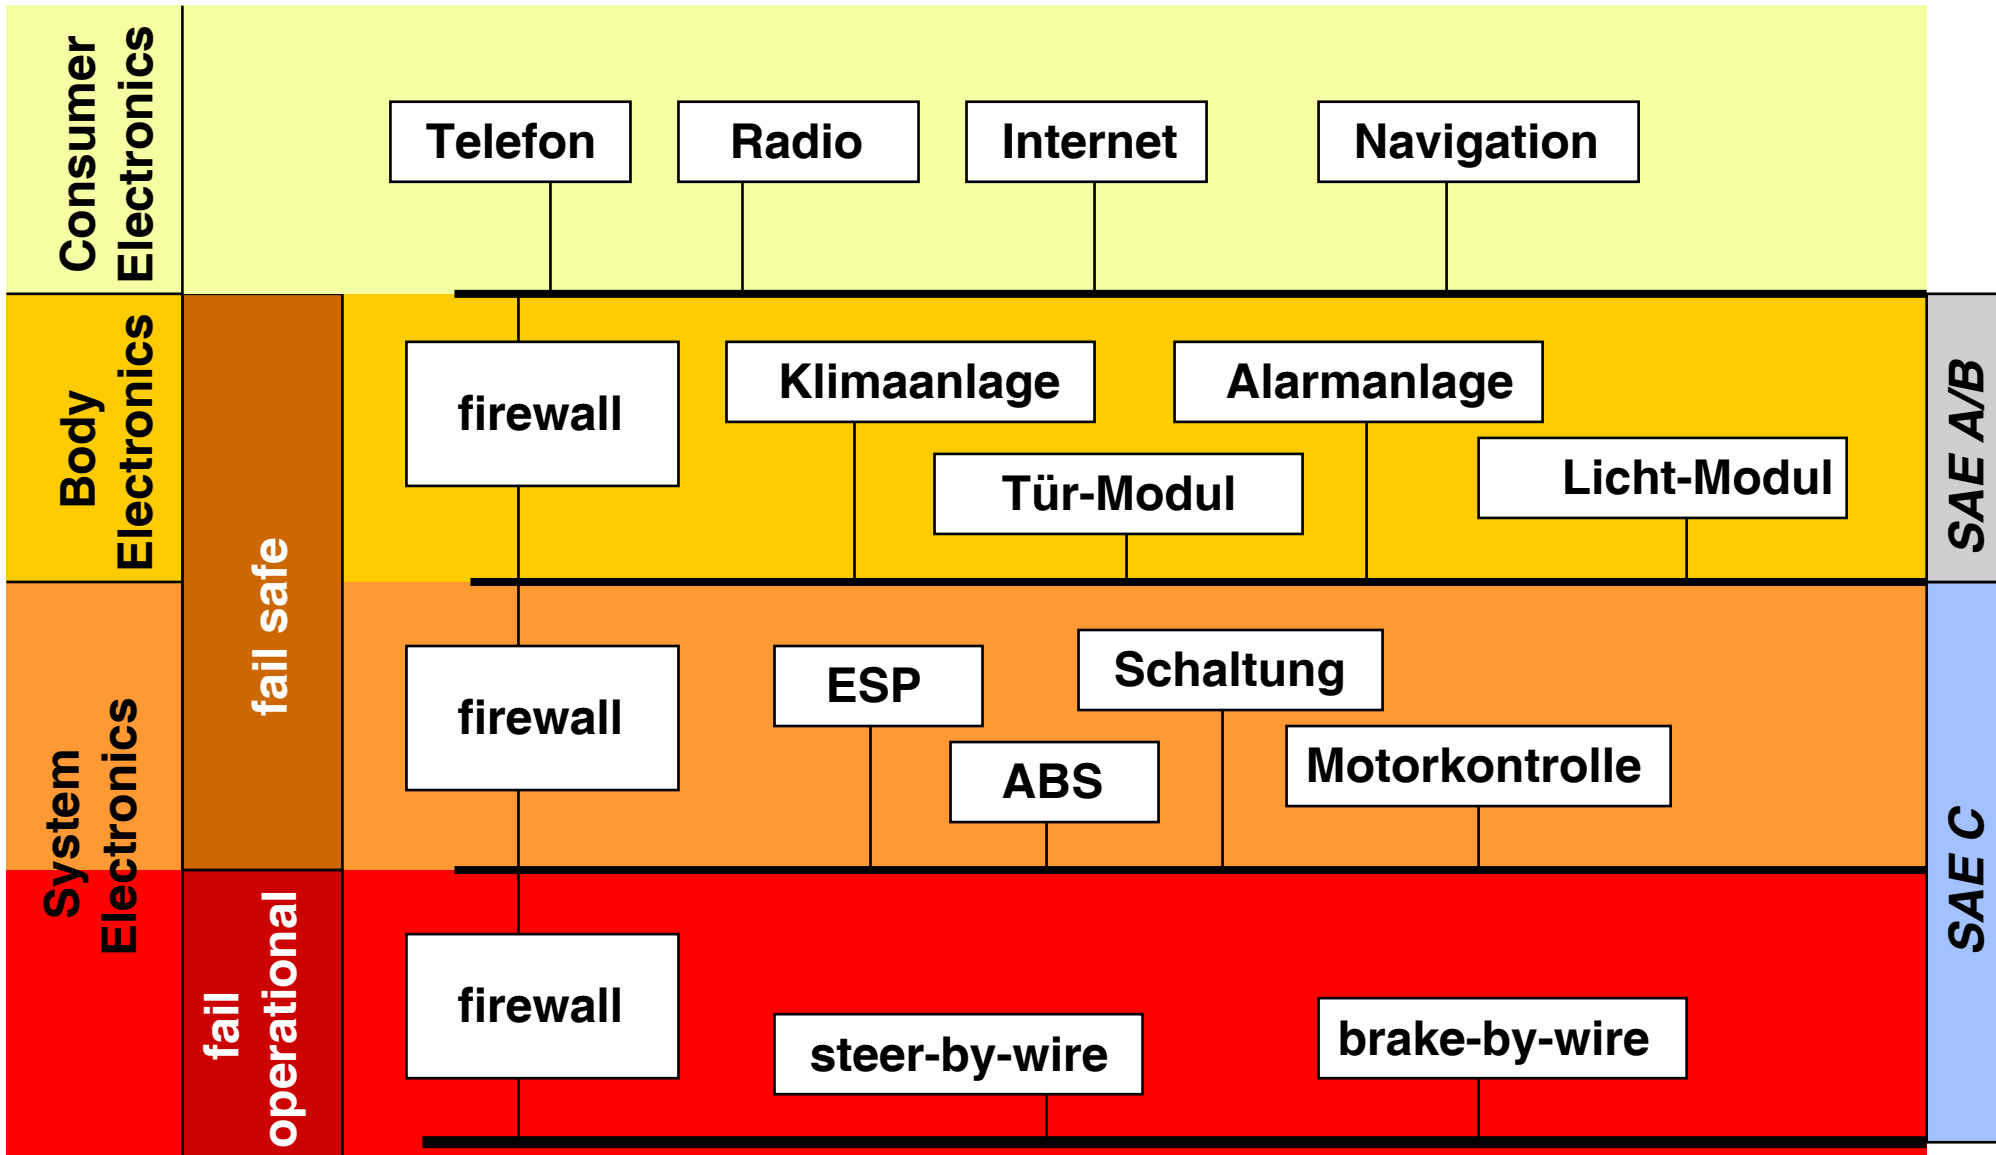 Consumer
Electronics
Telefon
Radio
Internet
Navigation
Body
Electronics
fail safe
firewall
Klimaanlage
Alarmanlage
Tür-Modul
Licht-Modul
SAE A/B
System
Electronics
firewall
ESP
Schaltung
ABS
Motorkontrolle
SAE C
fail
operational
firewall
steer-by-wire
brake-by-wire